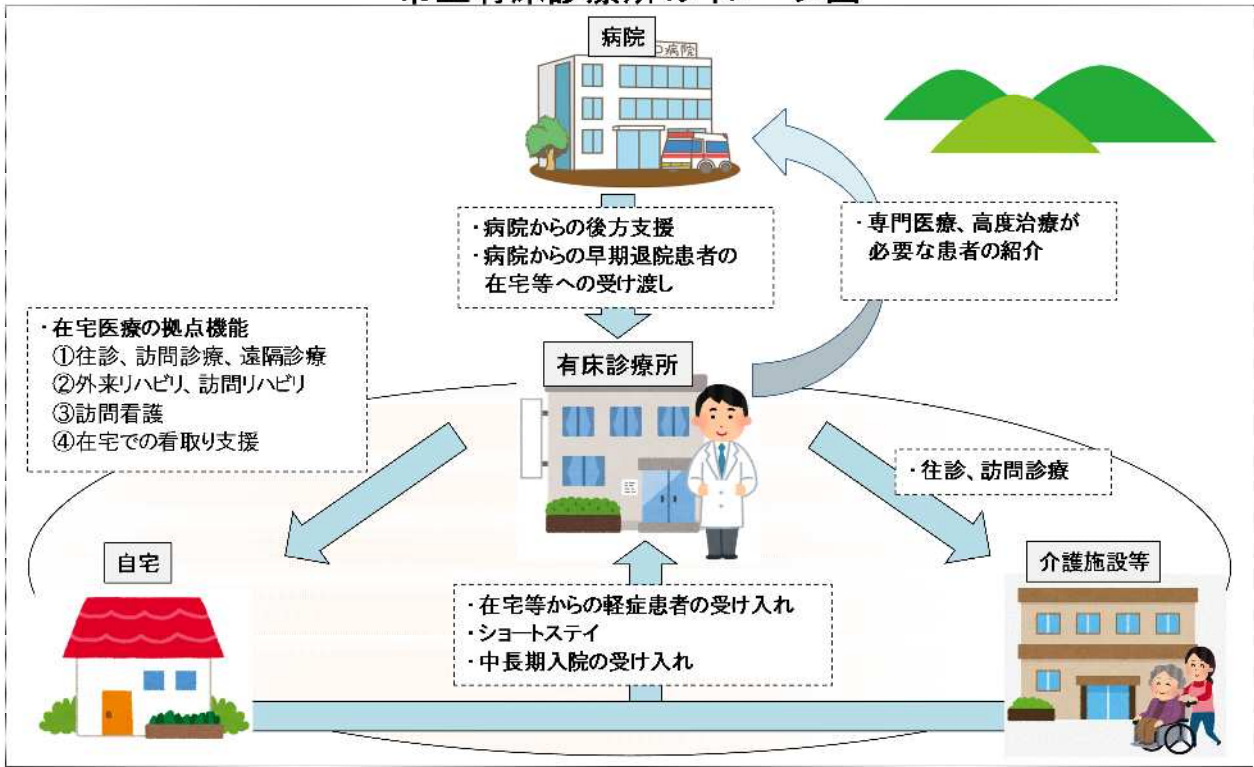 病院
病院
・病院からの後方支援
・病院からの早期退院患者の
在宅等への受け渡し
・専門医療、高度治療が
必要な患者の紹介
・在宅医療の拠点機能
①往診、訪問診療、遠隔診療
②外来リハビリ、訪問リハビリ
③訪問看護
④在宅での看取り支援
有床診療所
・往診、訪問診療
自宅
介護施設等
・在宅等からの軽症患者の受け入れ
・ショートステイ
・中長期入院の受け入れ